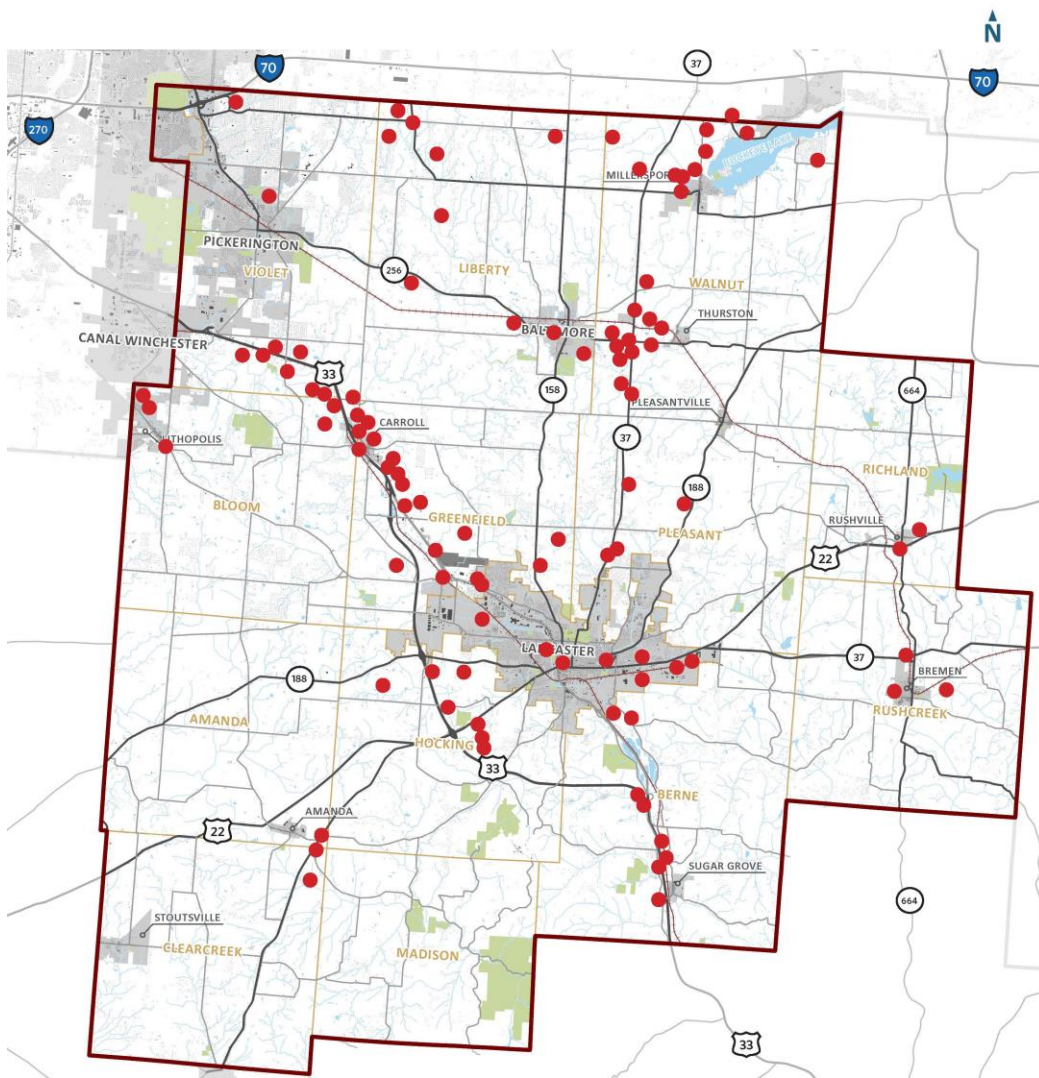 N
70
37
70
270
BUCKEYE LAKE
MILLERSPORT
PICKERINGTON
VIOLET
256
LIBERTY
WALNUT
THURSTON
BALTIMORE
CANAL WINCHESTER
33
158
664
PLEASANTVILLE
CARROLL
37
LITHOPOLIS
RICHLAND
188
BLOOM
GREENFIELD
RUSHVILLE
PLEASANT
22
LANCASTER
37
188
BREMEN
RUSHCREEK
AMANDA
HOCKING
33
BERNE
AMANDA
22
SUGAR GROVE
664
STOUTSVILLE
CLEARCREEK
MADISON
33